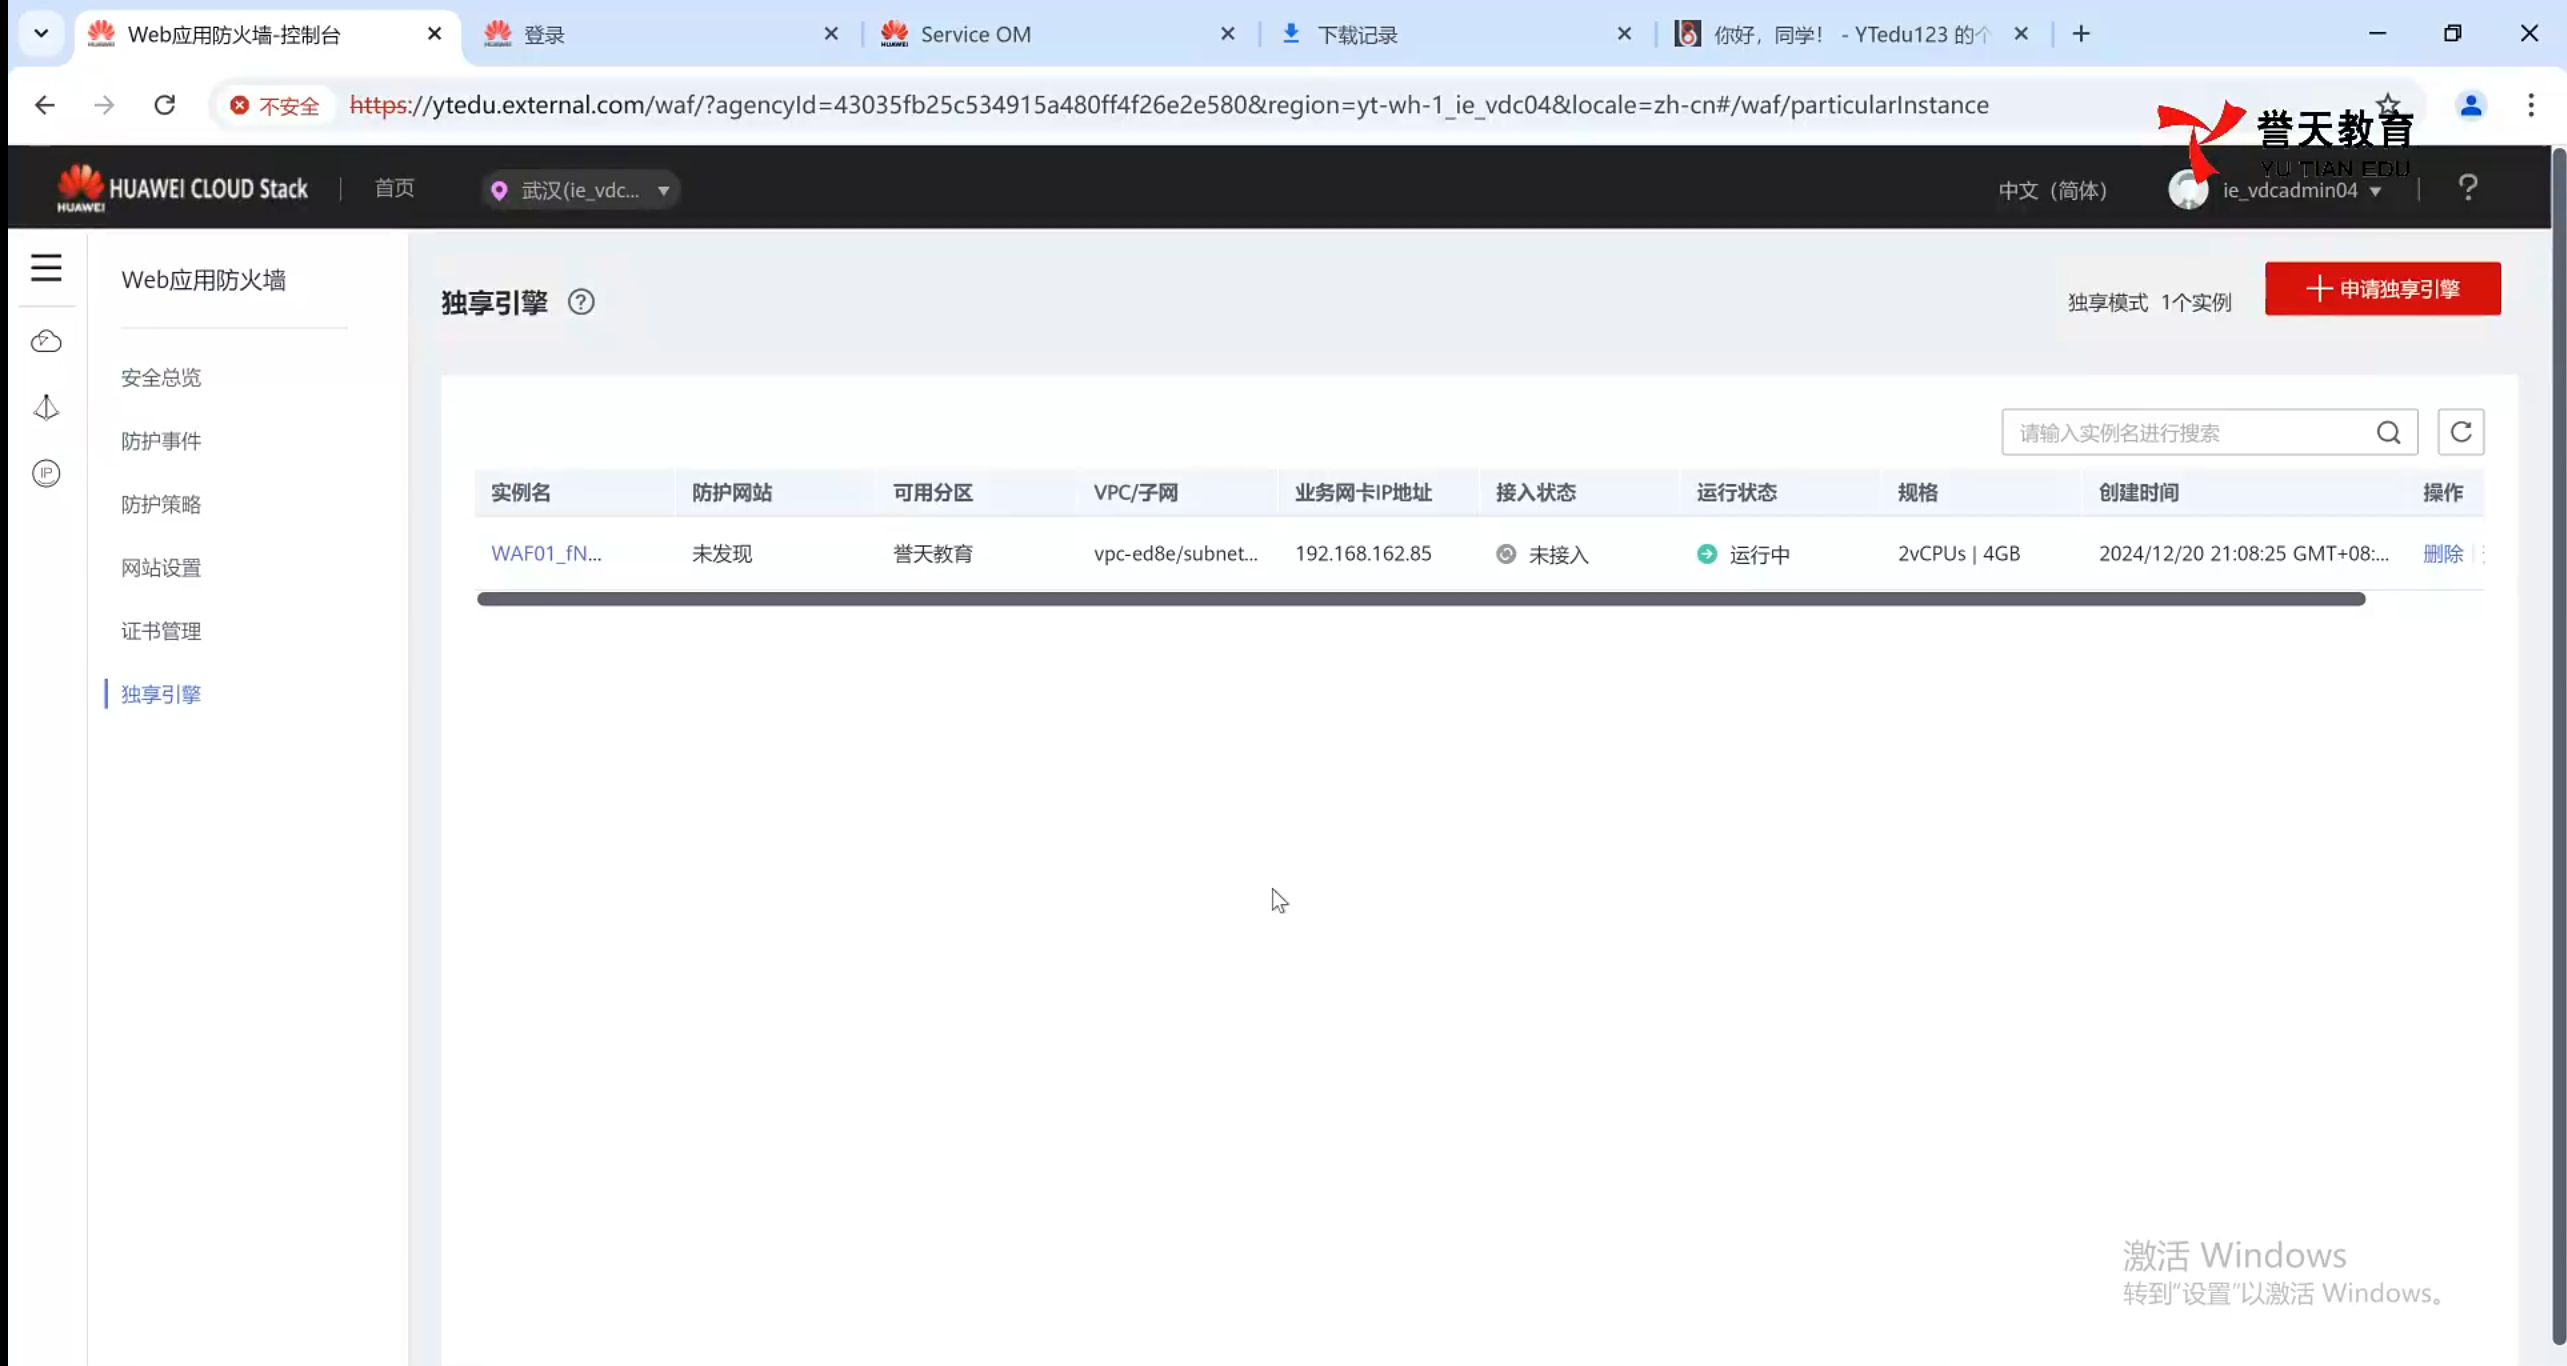 Web应用防火墙-控制台
登录
Service OM
下载记录
你好，同学！ - YTedu123 的个
不安全 https://ytedu.external.com/waf/?agencyId=43035fb25c534915a480ff4f26e2e580&region=yt-wh-1_ie_vdc04&locale=zh-cn#/waf/particularInstance
誉天教育
YU TIAN EDU
HUAWEI
HUAWEI CLOUD Stack
首页
武汉(ie_vdc...
中文（简体）
ie_vdcadmin04
Web应用防火墙
安全总览
防护事件
防护策略
网站设置
证书管理
独享引擎
IP
独享引擎
独享模式 1个实例
申请独享引擎
请输入实例名进行搜索
实例名 防护网站 可用分区 VPC/子网 业务网卡IP地址 接入状态 运行状态 规格 创建时间 操作
WAF01_fN... 未发现 誉天教育 vpc-ed8e/subnet... 192.168.162.85 未接入 运行中 2vCPUs | 4GB 2024/12/20 21:08:25 GMT+08:... 删除
激活 Windows
转到"设置"以激活 Windows。